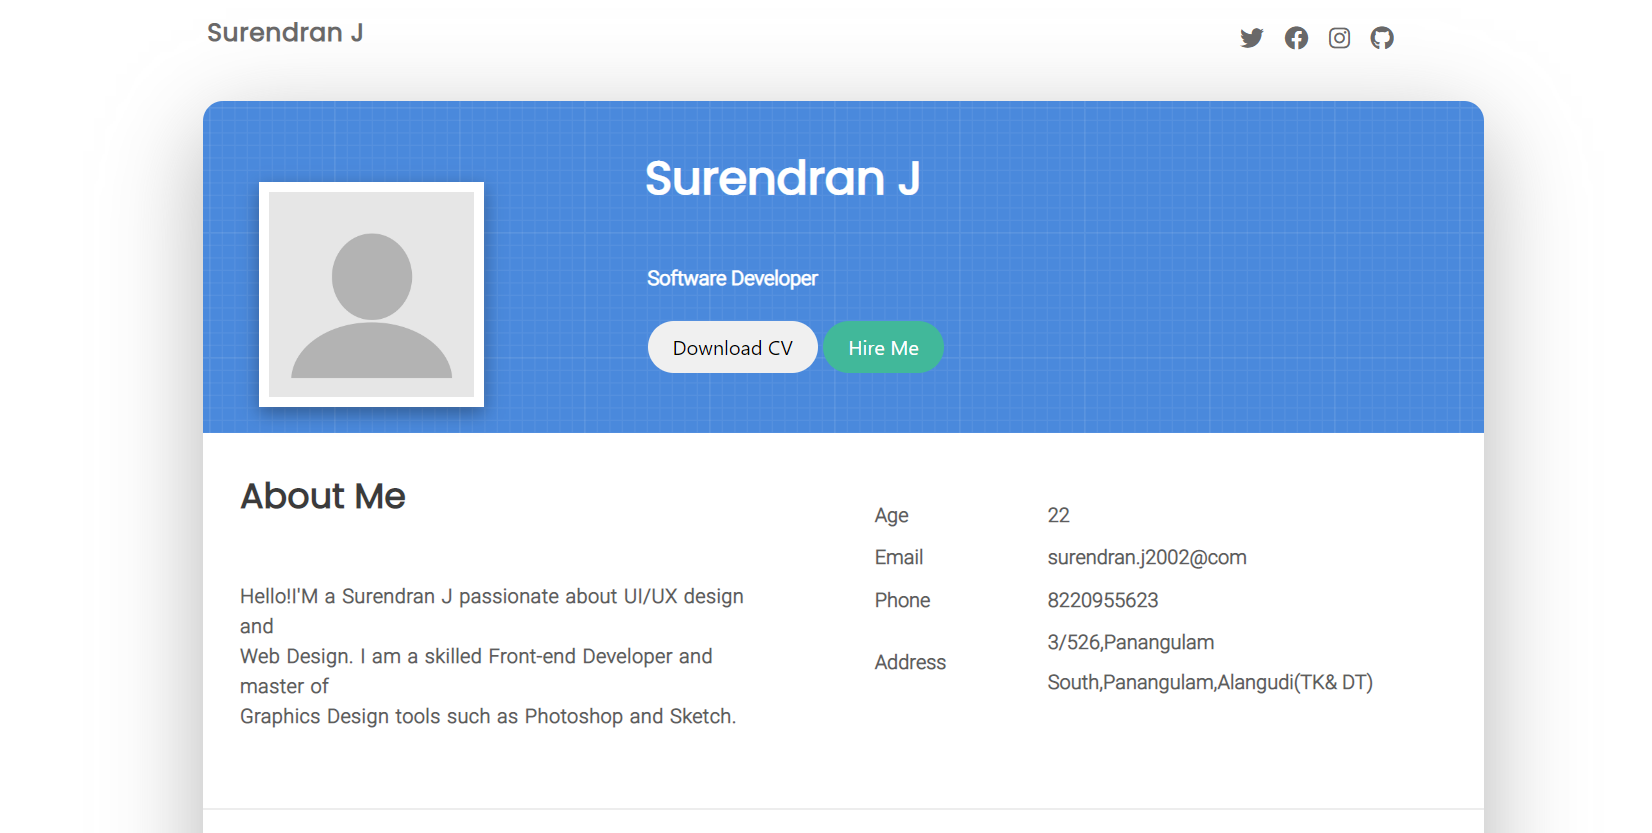 Surendran J
Surendran J
Software Developer
Download CV
Hire Me
About Me
Hello!I'M a Surendran J passionate about UI/UX design
and
Web Design. I am a skilled Front-end Developer and
master of
Graphics Design tools such as Photoshop and Sketch.
Age 22
Email surendran.j2002@com
Phone 8220955623
Address 3/526,Panangulam
South,Panangulam,Alangudi(TK& DT)